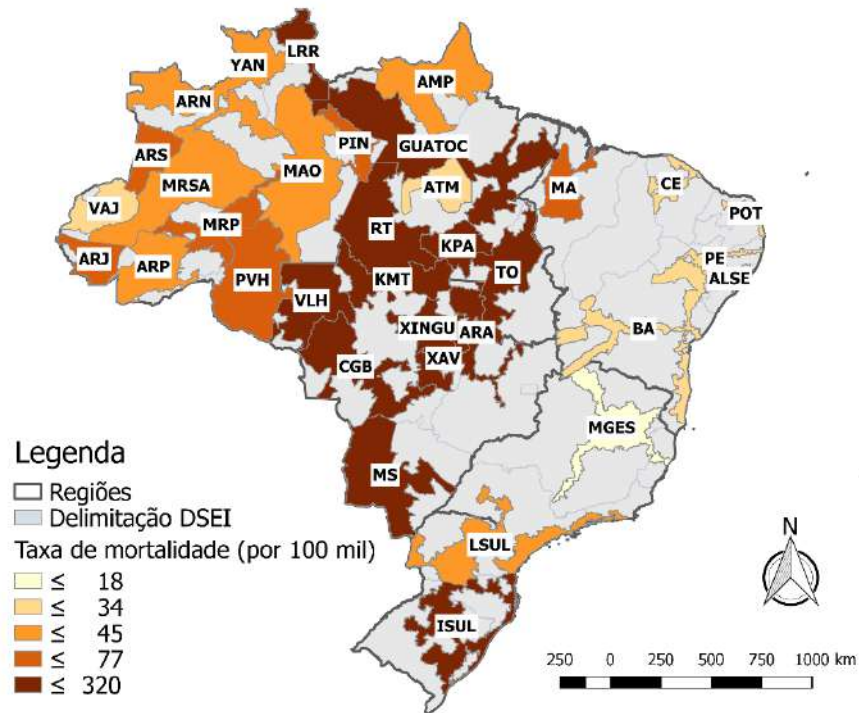 LRR
YAN
AMP
ARN
PIN
GUATOC
ARS
MAO
MA
CE
MRSA
ATM
VAJ
POT
MRP
RT
KPA
PE
ARJ
ARP
PVH
KMT
TO
ALSE
VLH
XINGU
ARA
BA
CGB
XAV
MGES
MS
LSUL
ISUL
Legenda
Regiões
Delimitação DSEI
Taxa de mortalidade (por 100 mil)
≤ 18
≤ 34
≤ 45
≤ 77
≤ 320
N
250 0 250 500 750 1000 km